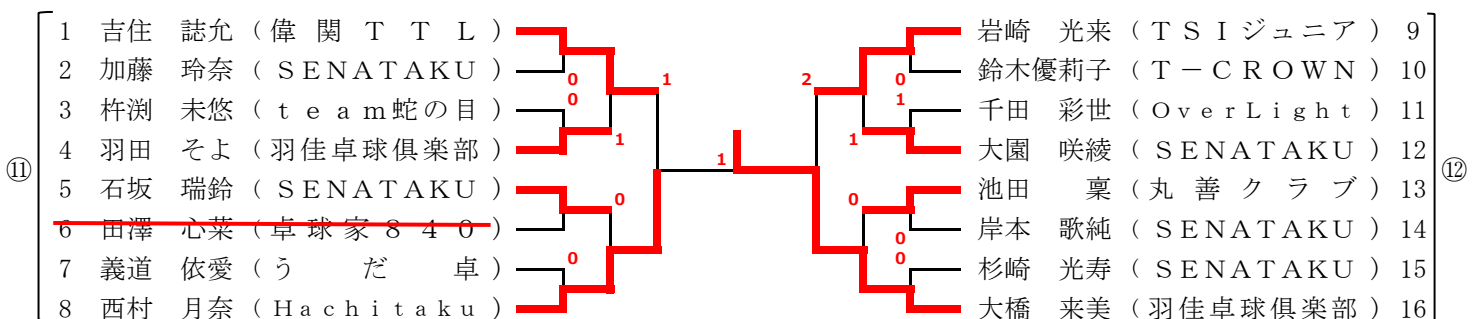 1 吉住 誌允 (偉関TTL)
2 加藤 玲奈 (SENATAKU)
3 杵渕 未悠 (team蛇の目)
4 羽田 そよ (羽佳卓球倶楽部)
⑪
5 石坂 瑞鈴 (SENATAKU)
6 田澤 心菜 (卓球家840)
7 義道 依愛 (うだ卓)
8 西村 月奈 (Hachitaku)
0
0
1
1
0
0
1
2
0
1
1
0
0
0
岩崎 光来 (TSIジュニア) 9
鈴木優莉子 (T-CROWN) 10
千田 彩世 (OverLight) 11
大園 咲綾 (SENATAKU) 12
⑫
池田 稟 (丸善クラブ) 13
岸本 歌純 (SENATAKU) 14
杉崎 光寿 (SENATAKU) 15
大橋 来美 (羽佳卓球倶楽部) 16